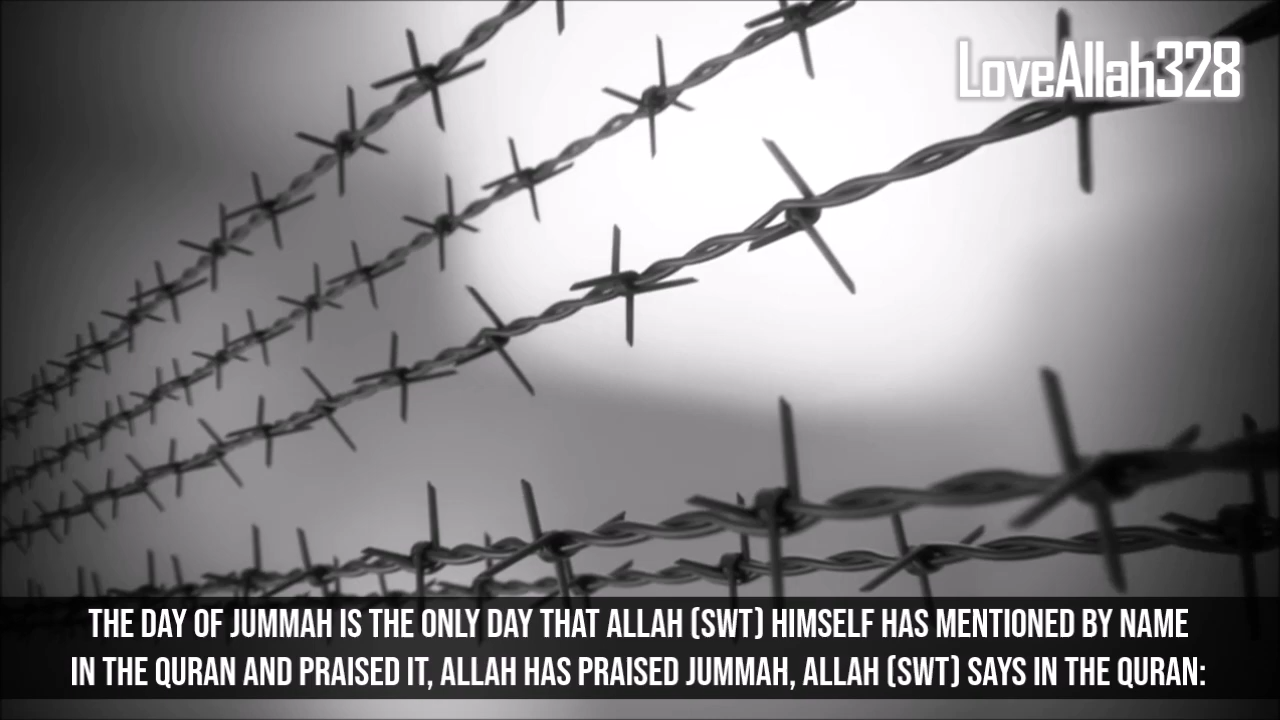 LoveAllah328
THE DAY OF JUMMAH IS THE ONLY DAY THAT ALLAH (SWT) HIMSELF HAS MENTIONED BY NAME
IN THE QURAN AND PRAISED IT, ALLAH HAS PRAISED JUMMAH, ALLAH (SWT) SAYS IN THE QURAN: